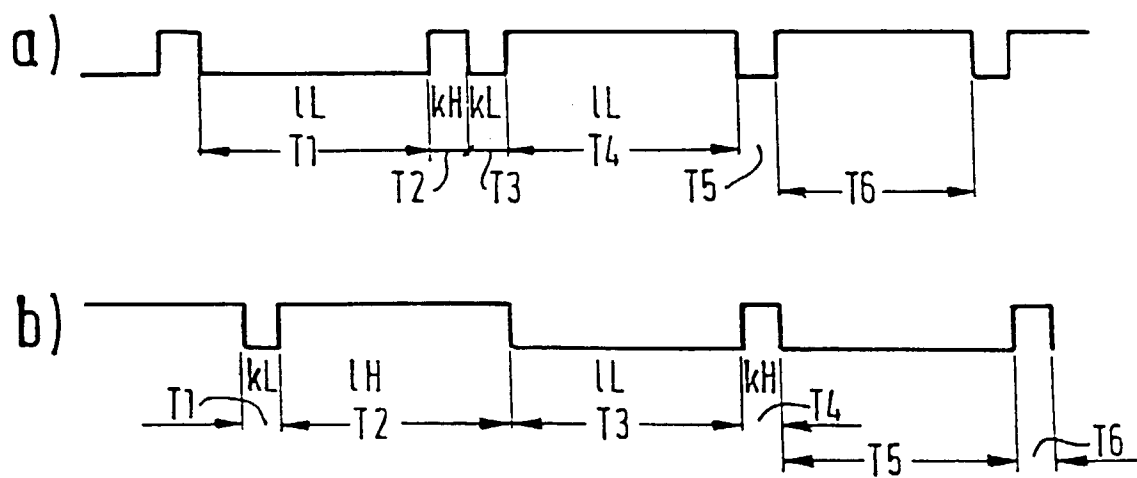 a)
lL kH kL lL
T1 T4
T2 T3 T5 T6
b)
kL lH lL kH
T1 T2 T3 T4
T5 T6